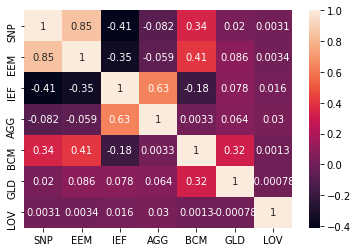 SNP 1 0.85 -0.41 -0.082 0.34 0.02 0.0031
EEM 0.85 1 -0.35 -0.059 0.41 0.086 0.0034
IEF -0.41 -0.35 1 0.63 -0.18 0.078 0.016
AGG -0.082 -0.059 0.63 1 0.0033 0.064 0.03
BCM 0.34 0.41 -0.18 0.0033 1 0.32 0.0013
GLD 0.02 0.086 0.078 0.064 0.32 1 -0.00078
LOV 0.0031 0.0034 0.016 0.03 0.0013 -0.00078 1
SNP EEM IEF AGG BCM GLD LOV
1.0
0.8
0.6
0.4
0.2
0.0
-0.2
-0.4